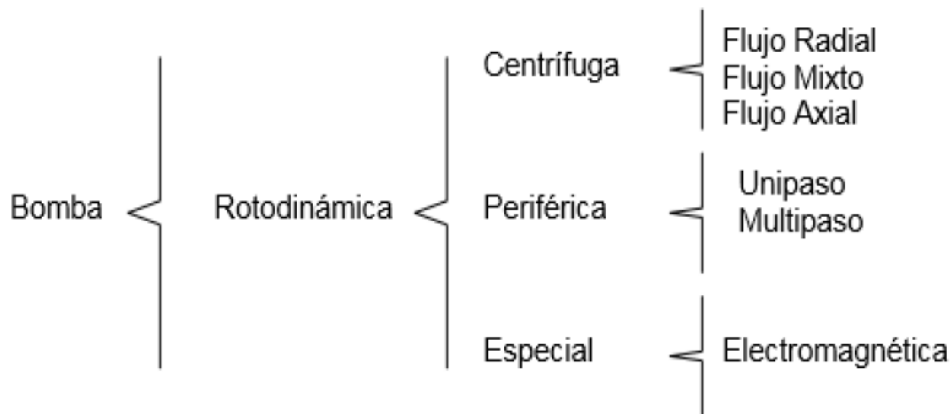 Bomba
Rotodinámica
Centrífuga
Flujo Radial
Flujo Mixto
Flujo Axial
Periférica
Unipaso
Multipaso
Especial
Electromagnética